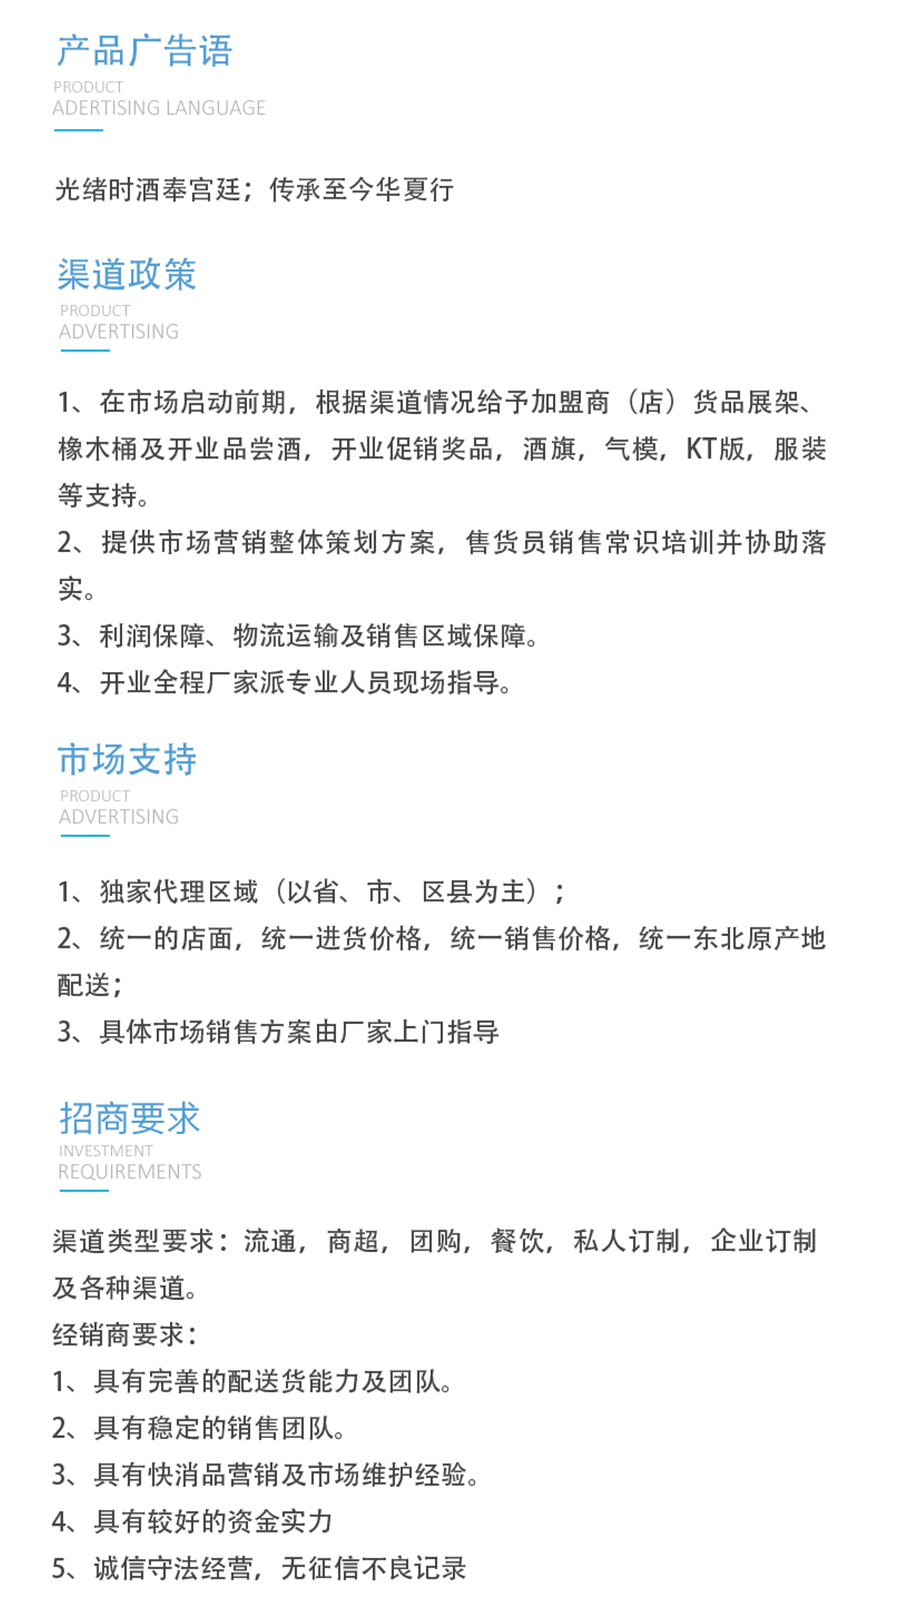 产品广告语
PRODUCT
ADERTISING LANGUAGE
光绪时酒奉宫廷；传承至今华夏行
渠道政策
PRODUCT
ADVERTISING
1、在市场启动前期，根据渠道情况给予加盟商（店）货品展架、
橡木桶及开业品尝酒，开业促销奖品，酒旗，气模，KT版，服装
等支持。
2、提供市场营销整体策划方案，售货员销售常识培训并协助落
实。
3、利润保障、物流运输及销售区域保障。
4、开业全程厂家派专业人员现场指导。
市场支持
PRODUCT
ADVERTISING
1、独家代理区域（以省、市、区县为主）；
2、统一的店面，统一进货价格，统一销售价格，统一东北原产地
配送；
3、具体市场销售方案由厂家上门指导
招商要求
INVESTMENT
REQUIREMENTS
渠道类型要求：流通，商超，团购，餐饮，私人订制，企业订制
及各种渠道。
经销商要求：
1、具有完善的配送货能力及团队。
2、具有稳定的销售团队。
3、具有快消品营销及市场维护经验。
4、具有较好的资金实力
5、诚信守法经营，无征信不良记录